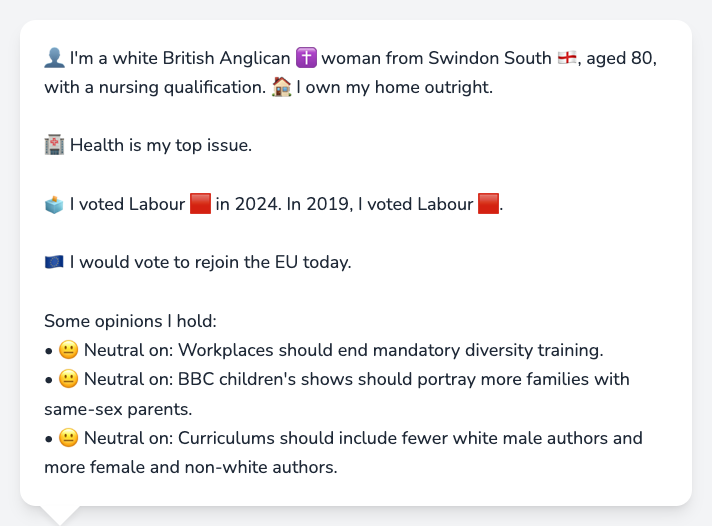 👤 I'm a white British Anglican ✝️ woman from Swindon South 🏴󠁧󠁢󠁥󠁮󠁧󠁿, aged 80,
with a nursing qualification. 🏠 I own my home outright.
🏥 Health is my top issue.
🗳️ I voted Labour 🟥 in 2024. In 2019, I voted Labour 🟥.
🇪🇺 I would vote to rejoin the EU today.
Some opinions I hold:
• 😐 Neutral on: Workplaces should end mandatory diversity training.
• 😐 Neutral on: BBC children's shows should portray more families with
same-sex parents.
• 😐 Neutral on: Curriculums should include fewer white male authors and
more female and non-white authors.